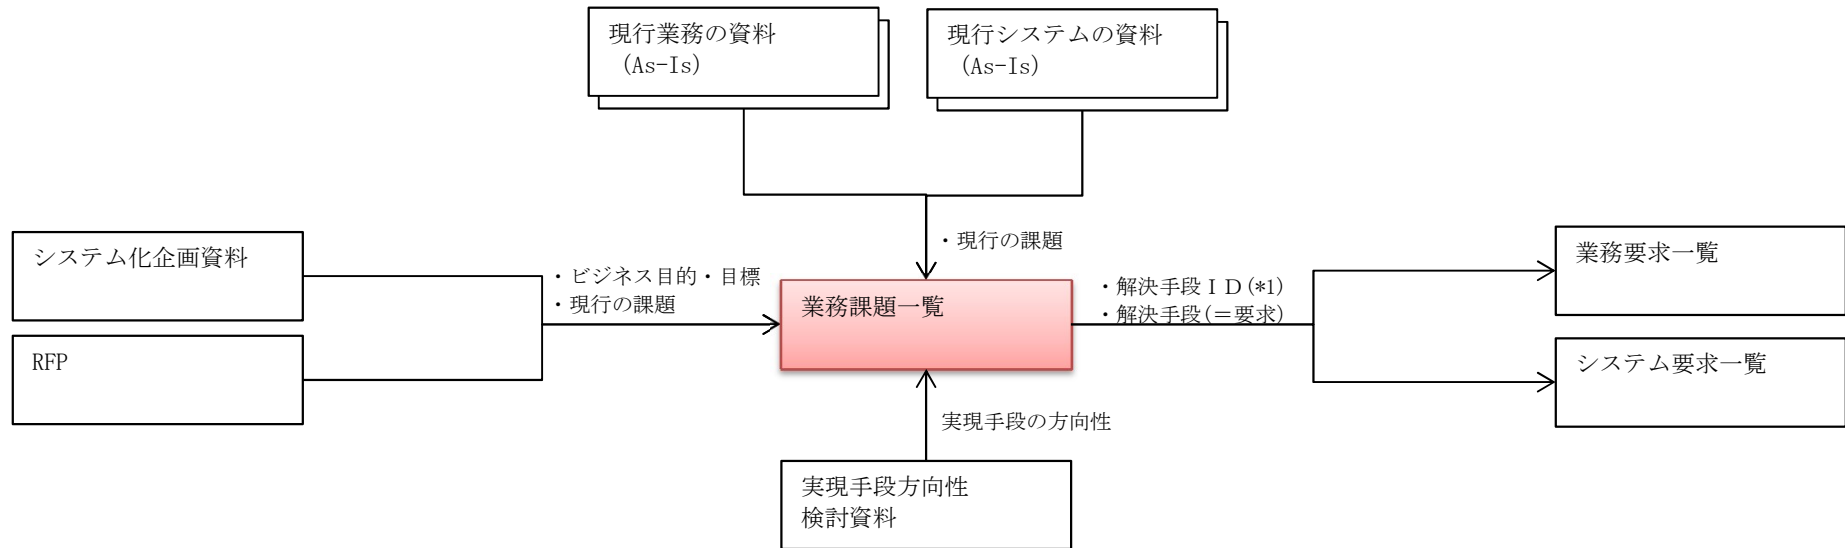 現行業務の資料
(As-Is)
現行システムの資料
(As-Is)
・現行の課題
システム化企画資料
RFP
・ビジネス目的・目標
・現行の課題
業務課題一覧
・解決手段ＩＤ(*1)
・解決手段(＝要求)
業務要求一覧
システム要求一覧
実現手段の方向性
実現手段方向性
検討資料